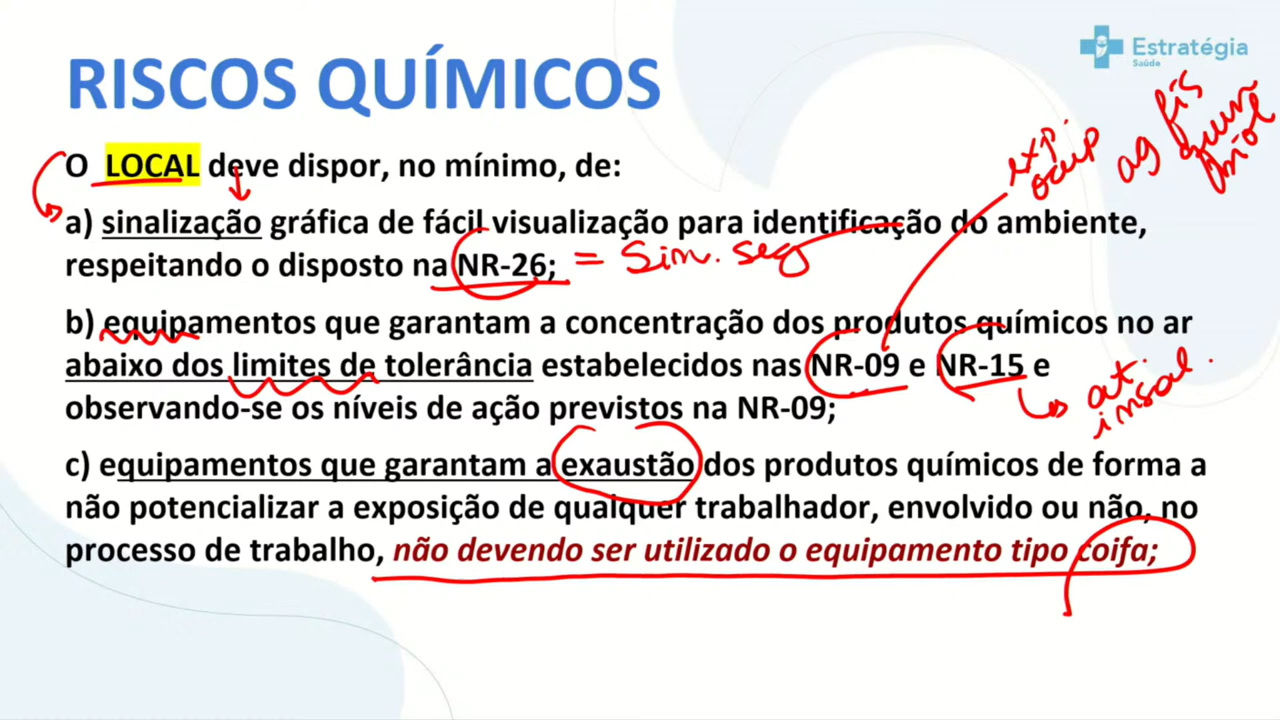 Estratégia
Saúde
RISCOS QUÍMICOS
O LOCAL deve dispor, no mínimo, de:
exp. ocup
ag fís
quím
biol
a) sinalização gráfica de fácil visualização para identificação do ambiente,
respeitando o disposto na NR-26; = Sin. seg
b) equipamentos que garantam a concentração dos produtos químicos no ar
abaixo dos limites de tolerância estabelecidos nas NR-09 e NR-15 e
at.
insal.
observando-se os níveis de ação previstos na NR-09;
c) equipamentos que garantam a exaustão dos produtos químicos de forma a
não potencializar a exposição de qualquer trabalhador, envolvido ou não, no
processo de trabalho, não devendo ser utilizado o equipamento tipo coifa;